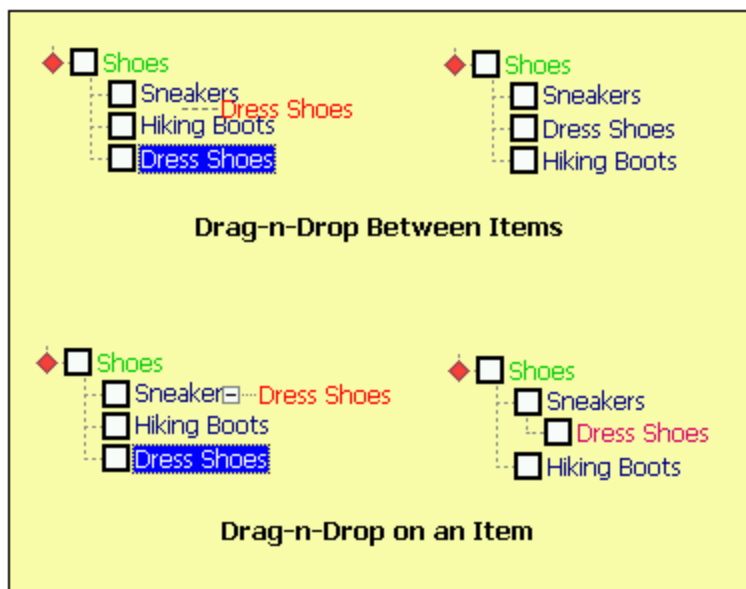 Shoes
Sneakers
Dress Shoes
Hiking Boots
Dress Shoes
Shoes
Sneakers
Dress Shoes
Hiking Boots
Drag-n-Drop Between Items
Shoes
Sneaker
Dress Shoes
Hiking Boots
Dress Shoes
Shoes
Sneakers
Dress Shoes
Hiking Boots
Drag-n-Drop on an Item